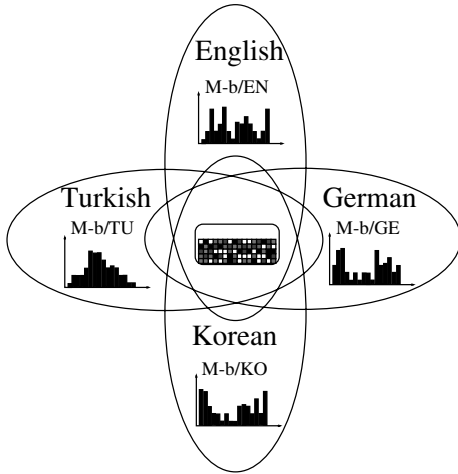 English
M-b/EN
Turkish
M-b/TU
German
M-b/GE
Korean
M-b/KO